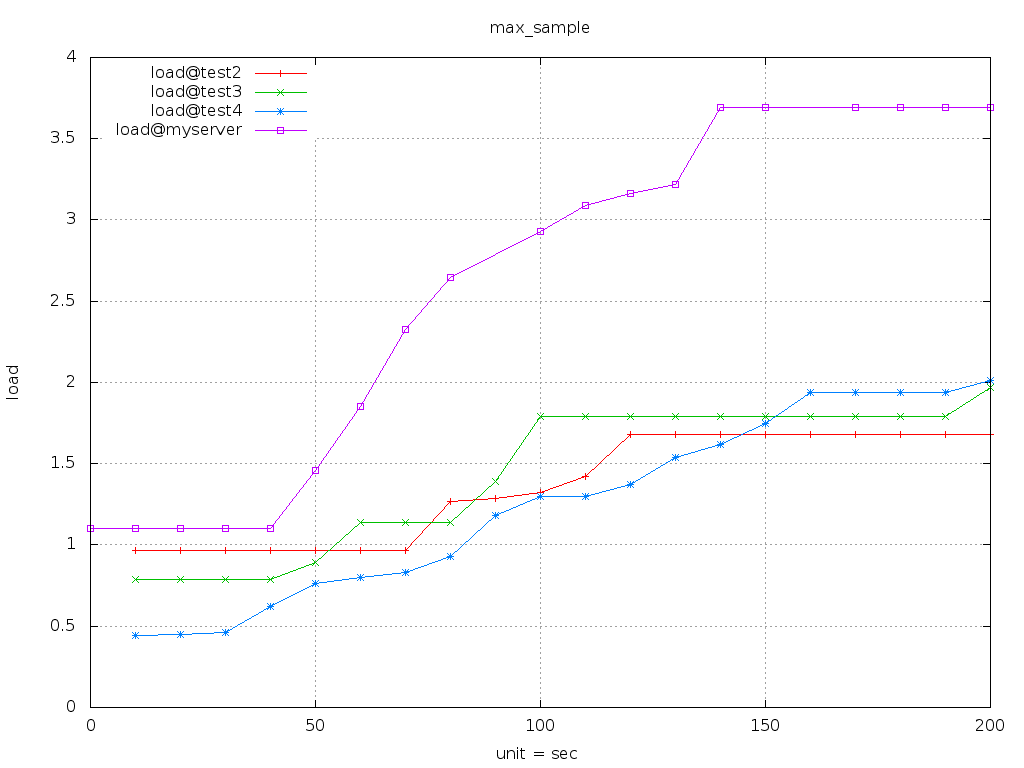 max_sample
load@test2
load@test3
load@test4
load@myserver
4
3.5
3
2.5
2
1.5
1
0.5
0
load
0 50 100 150 200
unit = sec